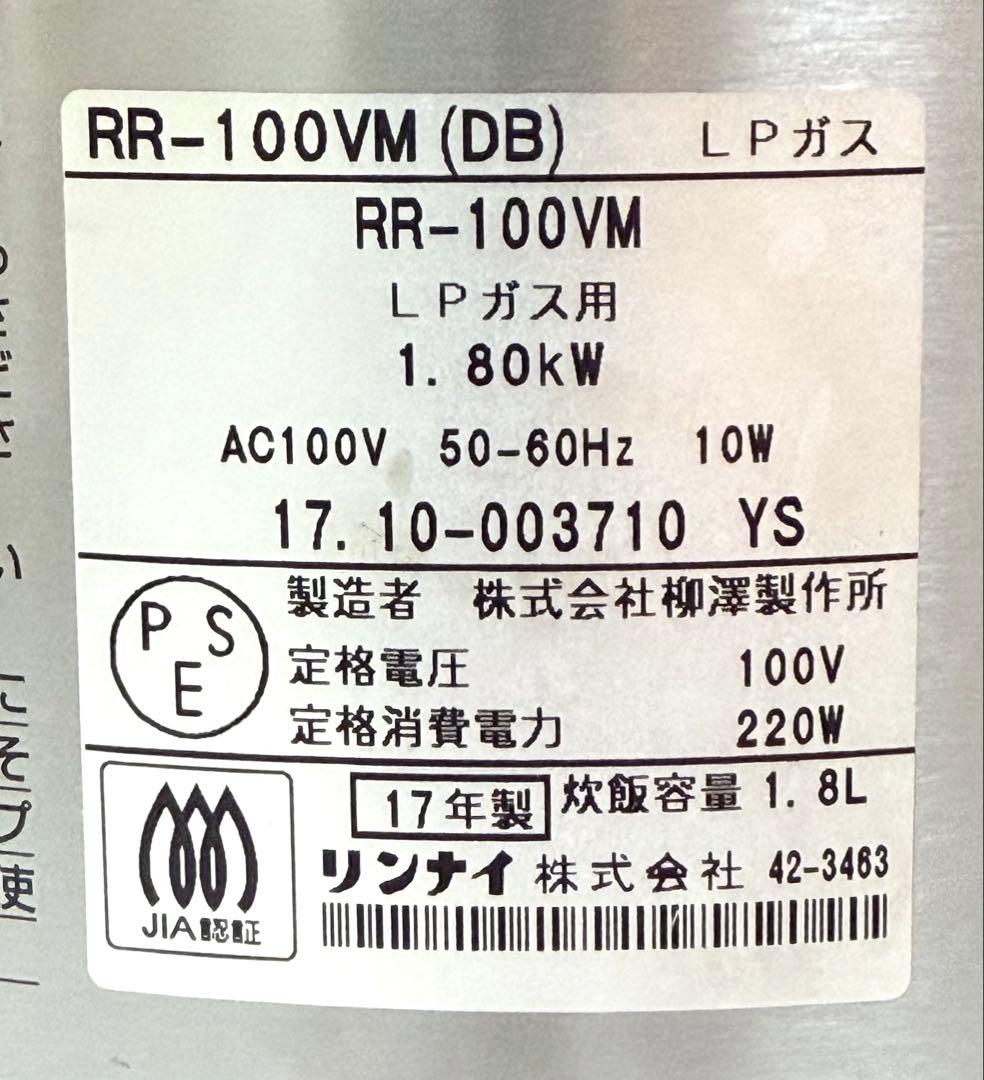 RR-100VM (DB) LPガス
RR-100VM
LPガス用
1.80kW
AC100V 50-60Hz 10W
17.10-003710 YS
PSE
製造者 株式会社柳澤製作所
定格電圧 100V
定格消費電力 220W
17年製 炊飯容量 1.8L
リンナイ 株式会社 42-3463
JIA認証